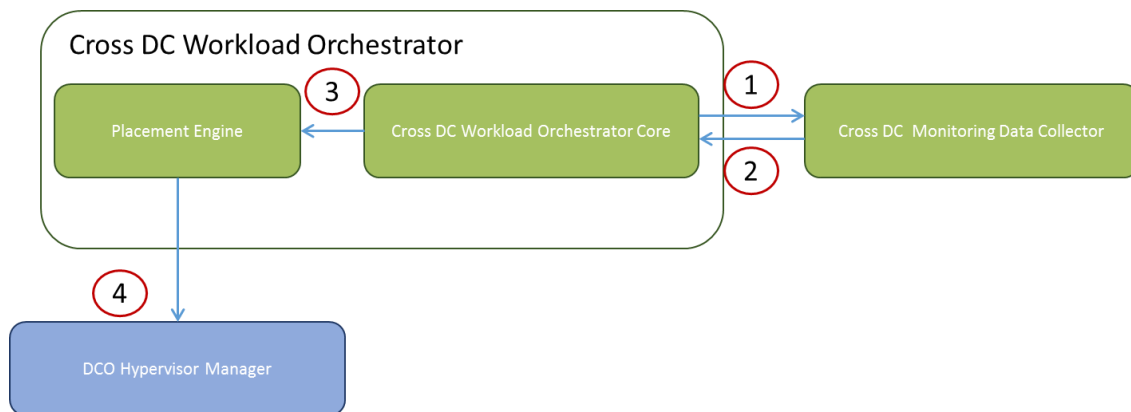 Cross DC Workload Orchestrator
3
1
Placement Engine
Cross DC Workload Orchestrator Core
Cross DC Monitoring Data Collector
2
4
DCO Hypervisor Manager